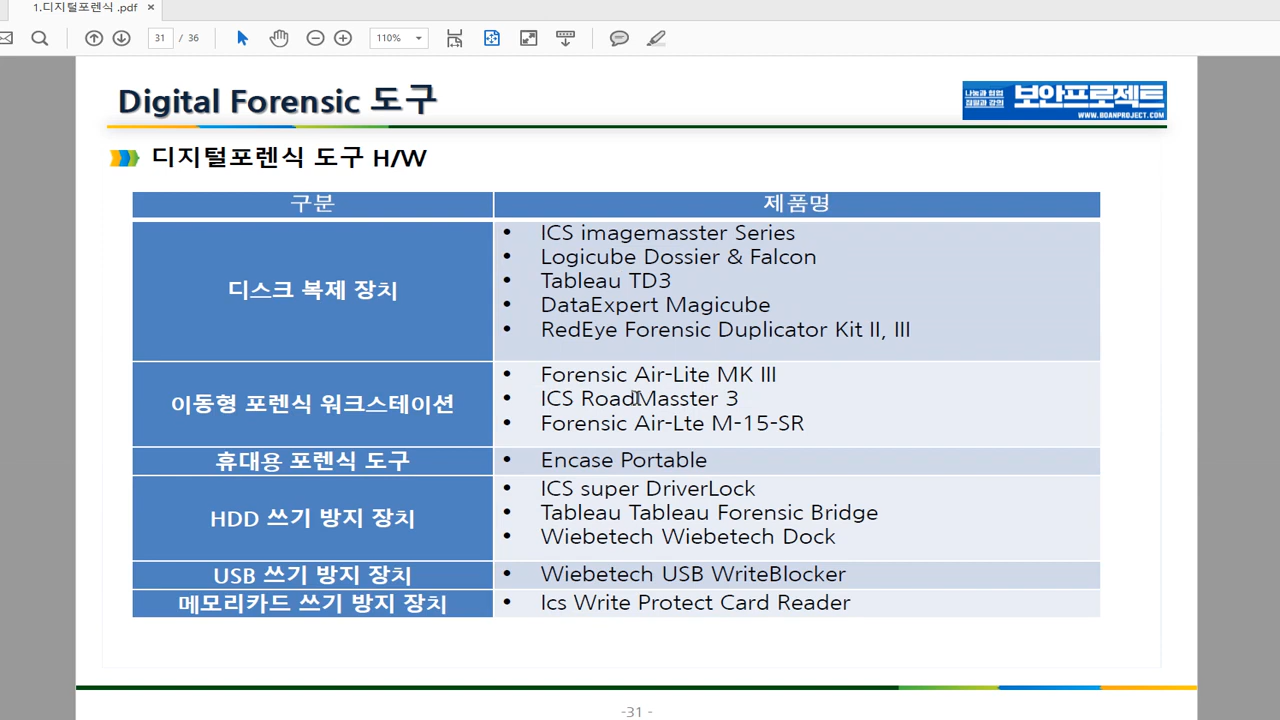 1.디지털포렌식 .pdf ×
31 / 36 110%
Digital Forensic 도구
나눔과 협업
보안프로젝트
WWW.BOANPROJECT.COM
디지털포렌식 도구 H/W
구분 제품명
디스크 복제 장치
• ICS imagemasster Series
• Logicube Dossier & Falcon
• Tableau TD3
• DataExpert Magicube
• RedEye Forensic Duplicator Kit II, III
이동형 포렌식 워크스테이션
• Forensic Air-Lite MK III
• ICS RoadMasster 3
• Forensic Air-Lte M-15-SR
휴대용 포렌식 도구
• Encase Portable
HDD 쓰기 방지 장치
• ICS super DriverLock
• Tableau Tableau Forensic Bridge
• Wiebetech Wiebetech Dock
USB 쓰기 방지 장치
• Wiebetech USB WriteBlocker
메모리카드 쓰기 방지 장치
• Ics Write Protect Card Reader
-31 -